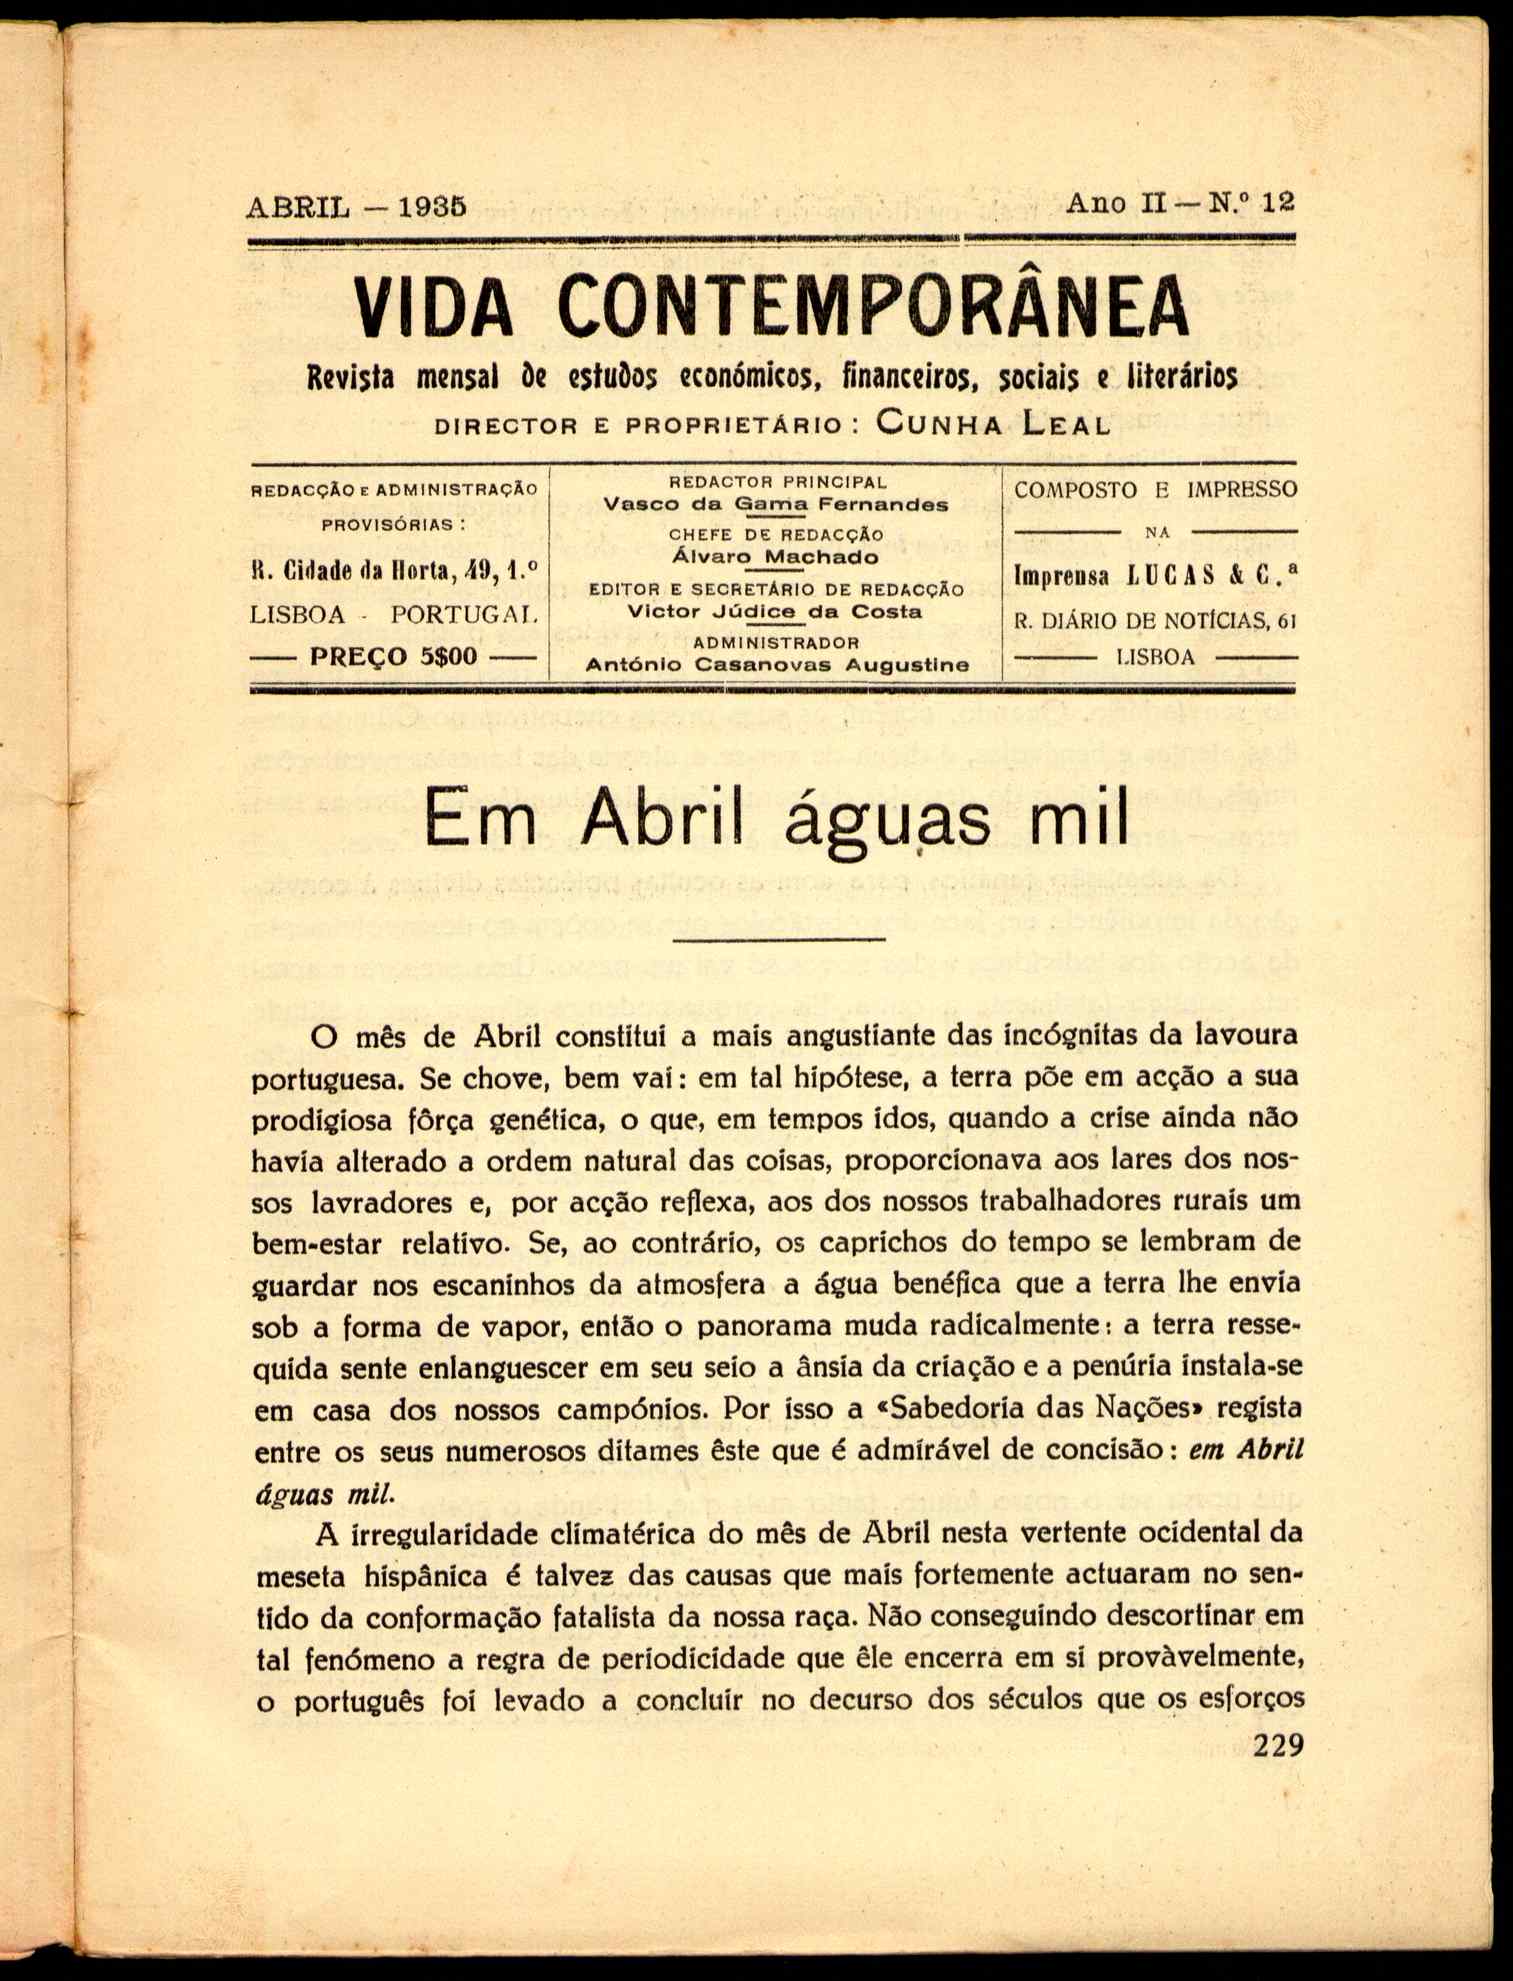 ABRIL — 1935
Ano II — N.º 12
VIDA CONTEMPORÂNEA
Revista mensal de estudos económicos, financeiros, sociais e literários
DIRECTOR E PROPRIETÁRIO: CUNHA LEAL
REDACÇÃO E ADMINISTRAÇÃO
PROVISÓRIAS:
R. Cidade da Horta, 49, 1.º
LISBOA - PORTUGAL
PREÇO 5$00
REDACTOR PRINCIPAL
Vasco da Gama Fernandes
CHEFE DE REDACÇÃO
Álvaro Machado
EDITOR E SECRETÁRIO DE REDACÇÃO
Victor Júdice da Costa
ADMINISTRADOR
António Casanovas Augustine
COMPOSTO E IMPRESSO
NA
Imprensa LUCAS & C.ª
R. DIÁRIO DE NOTÍCIAS, 61
LISBOA
Em Abril águas mil
O mês de Abril constitui a mais angustiante das incógnitas da lavoura
portuguesa. Se chove, bem vai: em tal hipótese, a terra põe em acção a sua
prodigiosa fôrça genética, o que, em tempos idos, quando a crise ainda não
havia alterado a ordem natural das coisas, proporcionava aos lares dos nos-
sos lavradores e, por acção reflexa, aos dos nossos trabalhadores rurais um
bem-estar relativo. Se, ao contrário, os caprichos do tempo se lembram de
guardar nos escaninhos da atmosfera a água benéfica que a terra lhe envia
sob a forma de vapor, então o panorama muda radicalmente: a terra resse-
quida sente enlanguescer em seu seio a ânsia da criação e a penúria instala-se
em casa dos nossos campónios. Por isso a «Sabedoria das Nações» regista
entre os seus numerosos ditames êste que é admirável de concisão: em Abril
águas mil.
A irregularidade climatérica do mês de Abril nesta vertente ocidental da
meseta hispânica é talvez das causas que mais fortemente actuaram no sen-
tido da conformação fatalista da nossa raça. Não conseguindo descortinar em
tal fenómeno a regra de periodicidade que êle encerra em si provàvelmente,
o português foi levado a concluir no decurso dos séculos que os esforços
229